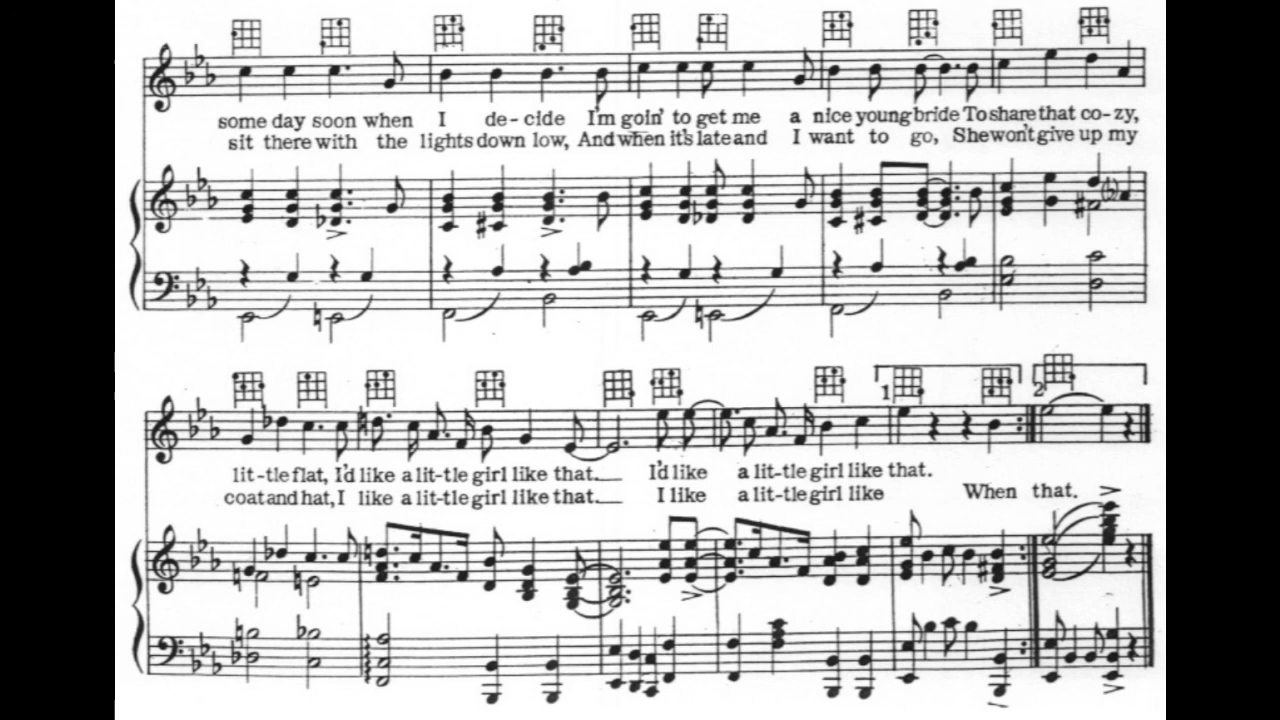 some day soon when I de-cide I'm goin' to get me a nice young bride To share that co-zy,
sit there with the lights down low, And when it's late and I want to go, She won't give up my
lit-tle flat, I'd like a lit-tle girl like that. I'd like a lit-tle girl like that.
coat and hat, I like a lit-tle girl like that. I like a lit-tle girl like When that.
1 2